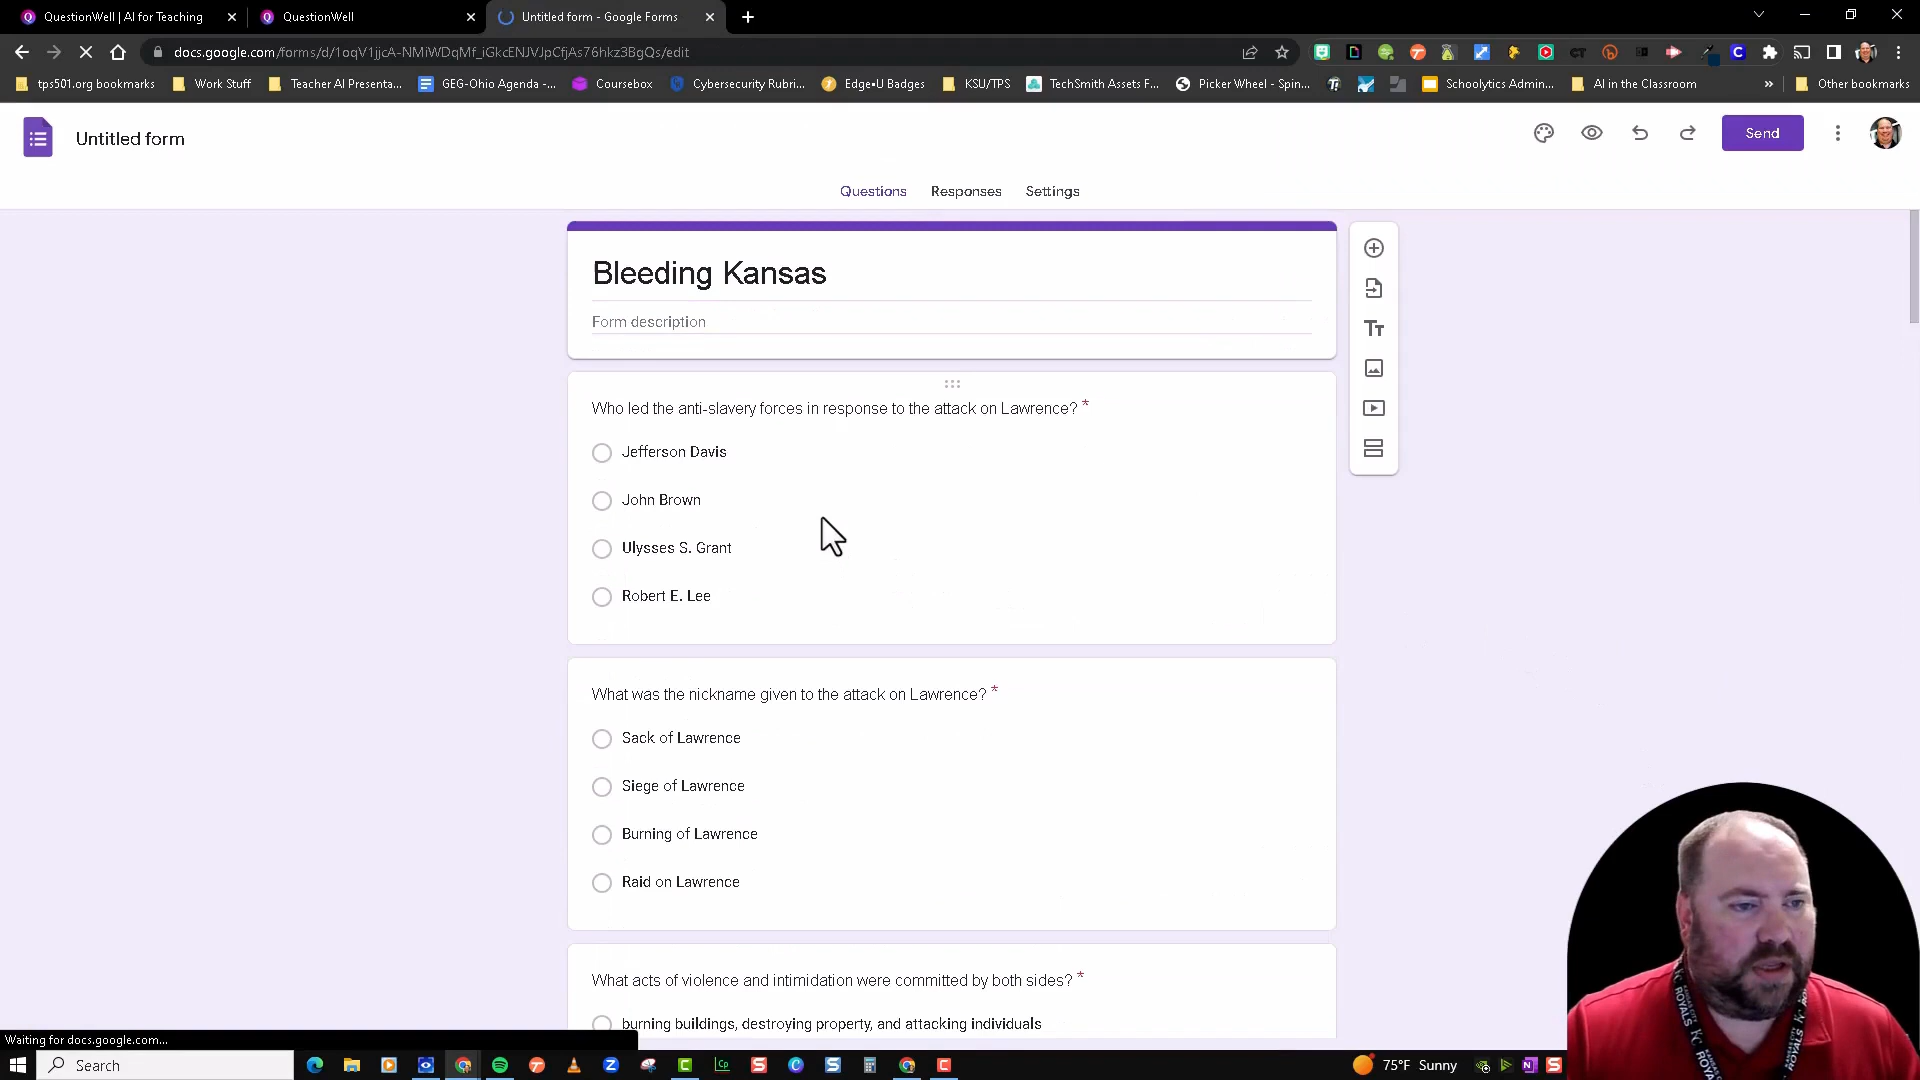 QuestionWell | AI for Teaching
QuestionWell
Untitled form - Google Forms
docs.google.com/forms/d/1oqV1jjcA-NMiWDqMf_iGkcENJVJpCfjAs76hkz3BgQs/edit
tps501.org bookmarks
Work Stuff
Teacher AI Presenta...
GEG-Ohio Agenda -...
Coursebox
Cybersecurity Rubri...
Edge•U Badges
KSU/TPS
TechSmith Assets F...
Picker Wheel - Spin...
Schoolytics Admin...
AI in the Classroom
Other bookmarks
Untitled form
Send
Questions
Responses
Settings
Bleeding Kansas
Form description
Who led the anti-slavery forces in response to the attack on Lawrence? *
Jefferson Davis
John Brown
Ulysses S. Grant
Robert E. Lee
What was the nickname given to the attack on Lawrence? *
Sack of Lawrence
Siege of Lawrence
Burning of Lawrence
Raid on Lawrence
What acts of violence and intimidation were committed by both sides? *
burning buildings, destroying property, and attacking individuals
Waiting for docs.google.com...
Search
75°F Sunny
ROYALS
ROYALS